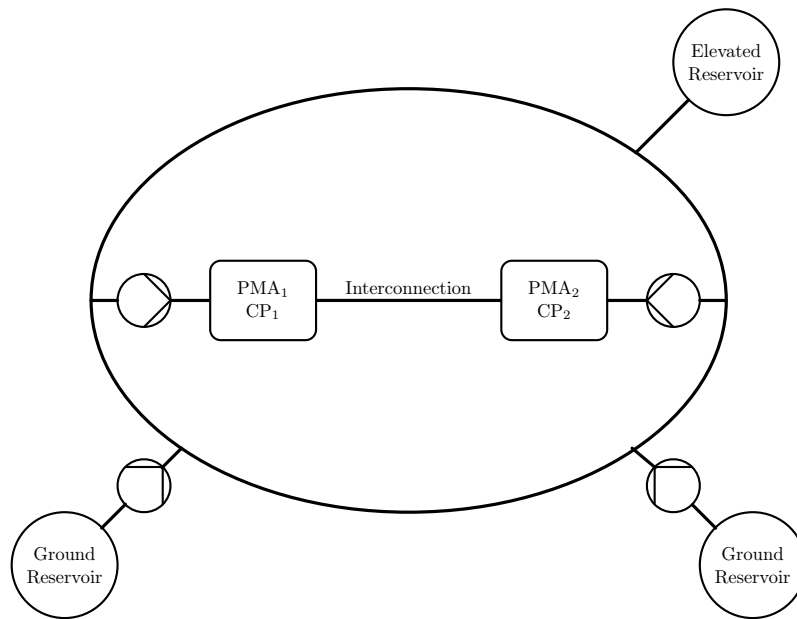 Elevated
Reservoir
PMA₁
CP₁
Interconnection
PMA₂
CP₂
Ground
Reservoir
Ground
Reservoir